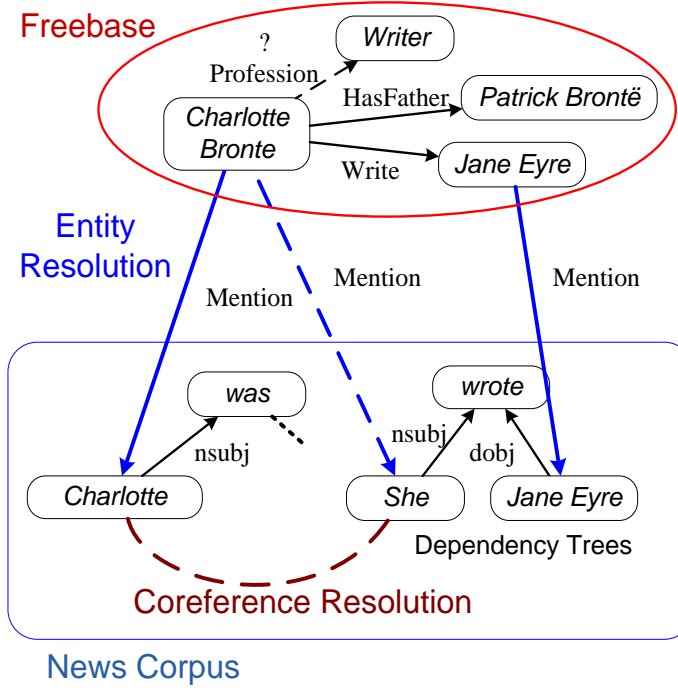 Freebase
?
Writer
Profession
HasFather
Patrick Brontë
Charlotte
Bronte
Write
Jane Eyre
Entity
Resolution
Mention
Mention
Mention
was
wrote
nsubj
nsubj
dobj
Charlotte
She
Jane Eyre
Dependency Trees
Coreference Resolution
News Corpus